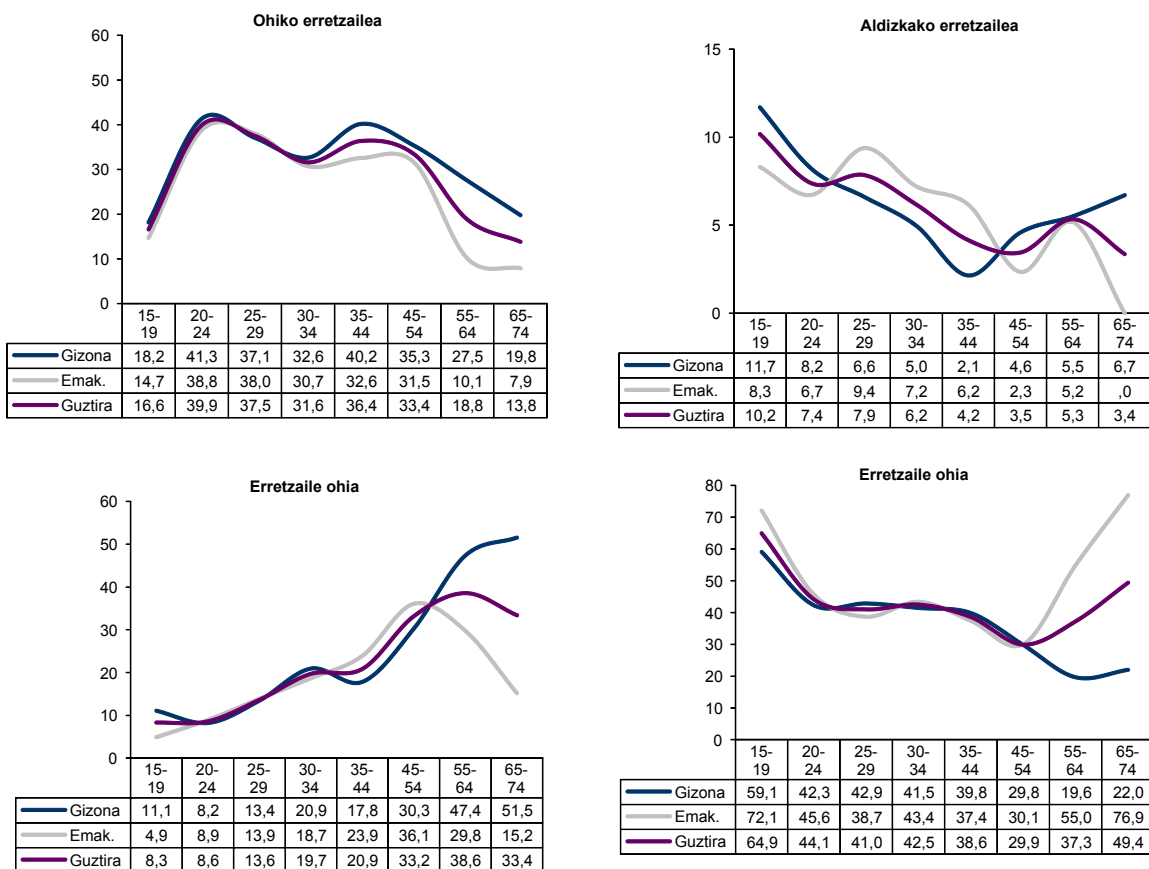 Ohiko erretzailea
60
50
40
30
20
10
0
15-19 20-24 25-29 30-34 35-44 45-54 55-64 65-74
Gizona 18,2 41,3 37,1 32,6 40,2 35,3 27,5 19,8
Emak. 14,7 38,8 38,0 30,7 32,6 31,5 10,1 7,9
Guztira 16,6 39,9 37,5 31,6 36,4 33,4 18,8 13,8
Aldizkako erretzailea
15
10
5
0
15-19 20-24 25-29 30-34 35-44 45-54 55-64 65-74
Gizona 11,7 8,2 6,6 5,0 2,1 4,6 5,5 6,7
Emak. 8,3 6,7 9,4 7,2 6,2 2,3 5,2 ,0
Guztira 10,2 7,4 7,9 6,2 4,2 3,5 5,3 3,4
Erretzaile ohia
60
50
40
30
20
10
0
15-19 20-24 25-29 30-34 35-44 45-54 55-64 65-74
Gizona 11,1 8,2 13,4 20,9 17,8 30,3 47,4 51,5
Emak. 4,9 8,9 13,9 18,7 23,9 36,1 29,8 15,2
Guztira 8,3 8,6 13,6 19,7 20,9 33,2 38,6 33,4
Erretzaile ohia
80
70
60
50
40
30
20
10
0
15-19 20-24 25-29 30-34 35-44 45-54 55-64 65-74
Gizona 59,1 42,3 42,9 41,5 39,8 29,8 19,6 22,0
Emak. 72,1 45,6 38,7 43,4 37,4 30,1 55,0 76,9
Guztira 64,9 44,1 41,0 42,5 38,6 29,9 37,3 49,4